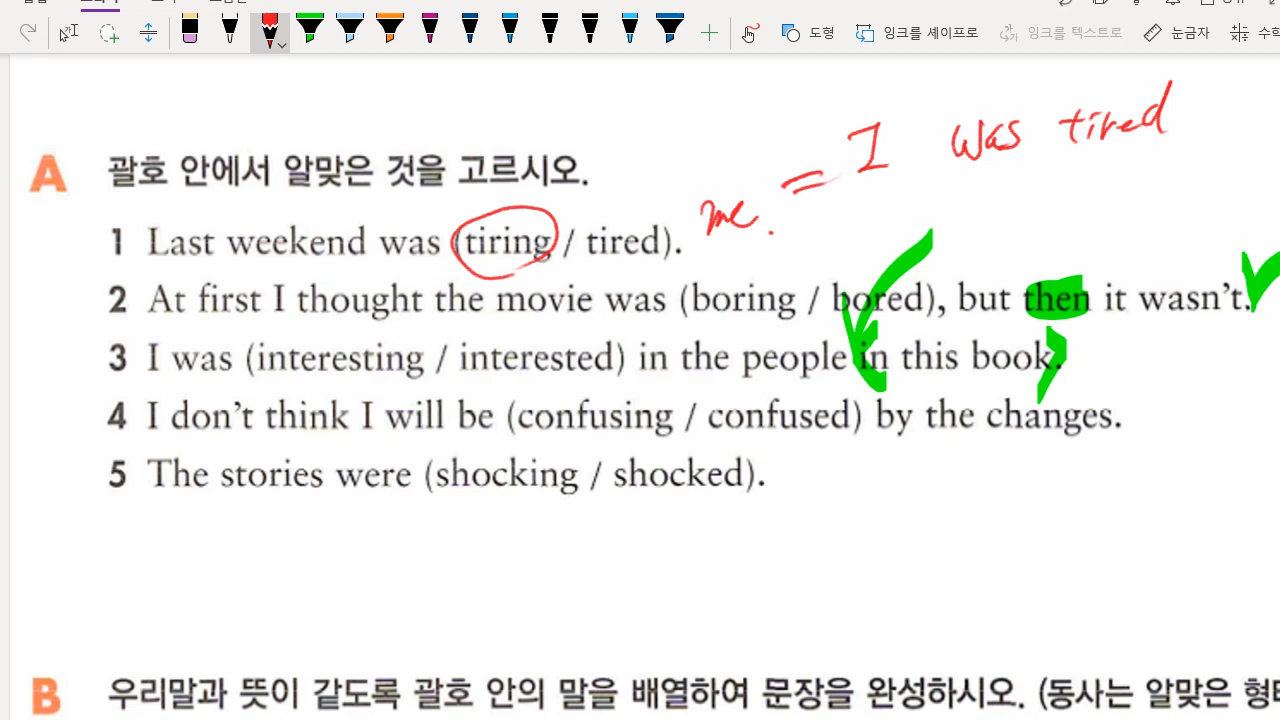 도형
잉크를 셰이프로
잉크를 텍스트로
눈금자
I was tired
A 괄호 안에서 알맞은 것을 고르시오.
me. =
1 Last weekend was (tiring / tired).
2 At first I thought the movie was (boring / bored), but then it wasn't.
3 I was (interesting / interested) in the people in this book.
4 I don't think I will be (confusing / confused) by the changes.
5 The stories were (shocking / shocked).
B 우리말과 뜻이 같도록 괄호 안의 말을 배열하여 문장을 완성하시오. (동사는 알맞은